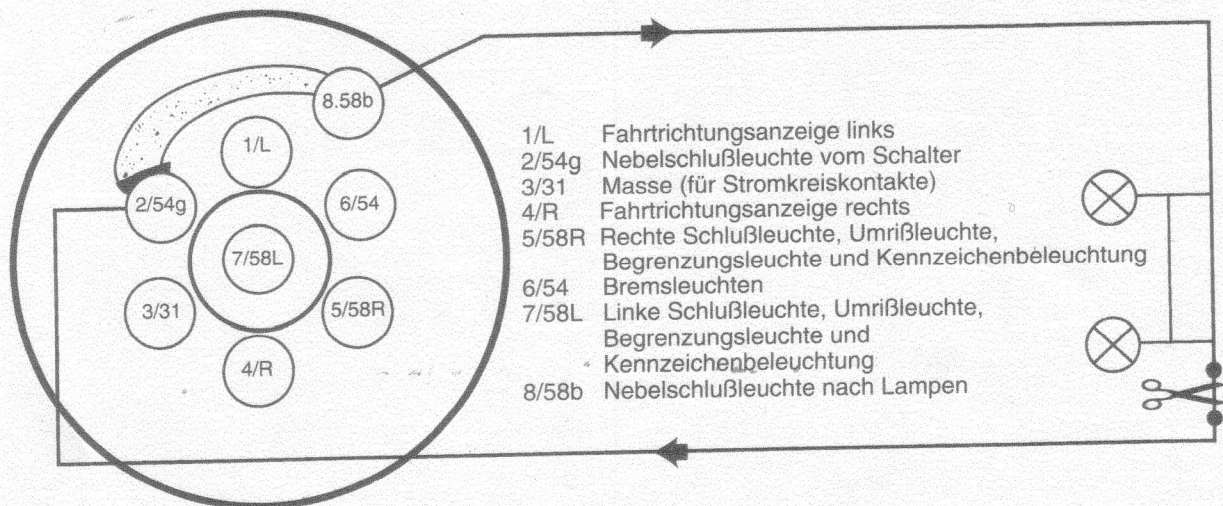 8.58b
1/L
2/54g
6/54
7/58L
3/31
5/58R
4/R
1/L Fahrtrichtungsanzeige links
2/54g Nebelschlußleuchte vom Schalter
3/31 Masse (für Stromkreiskontakte)
4/R Fahrtrichtungsanzeige rechts
5/58R Rechte Schlußleuchte, Umrißleuchte,
Begrenzungsleuchte und Kennzeichenbeleuchtung
6/54 Bremsleuchten
7/58L Linke Schlußleuchte, Umrißleuchte,
Begrenzungsleuchte und
Kennzeichenbeleuchtung
8/58b Nebelschlußleuchte nach Lampen